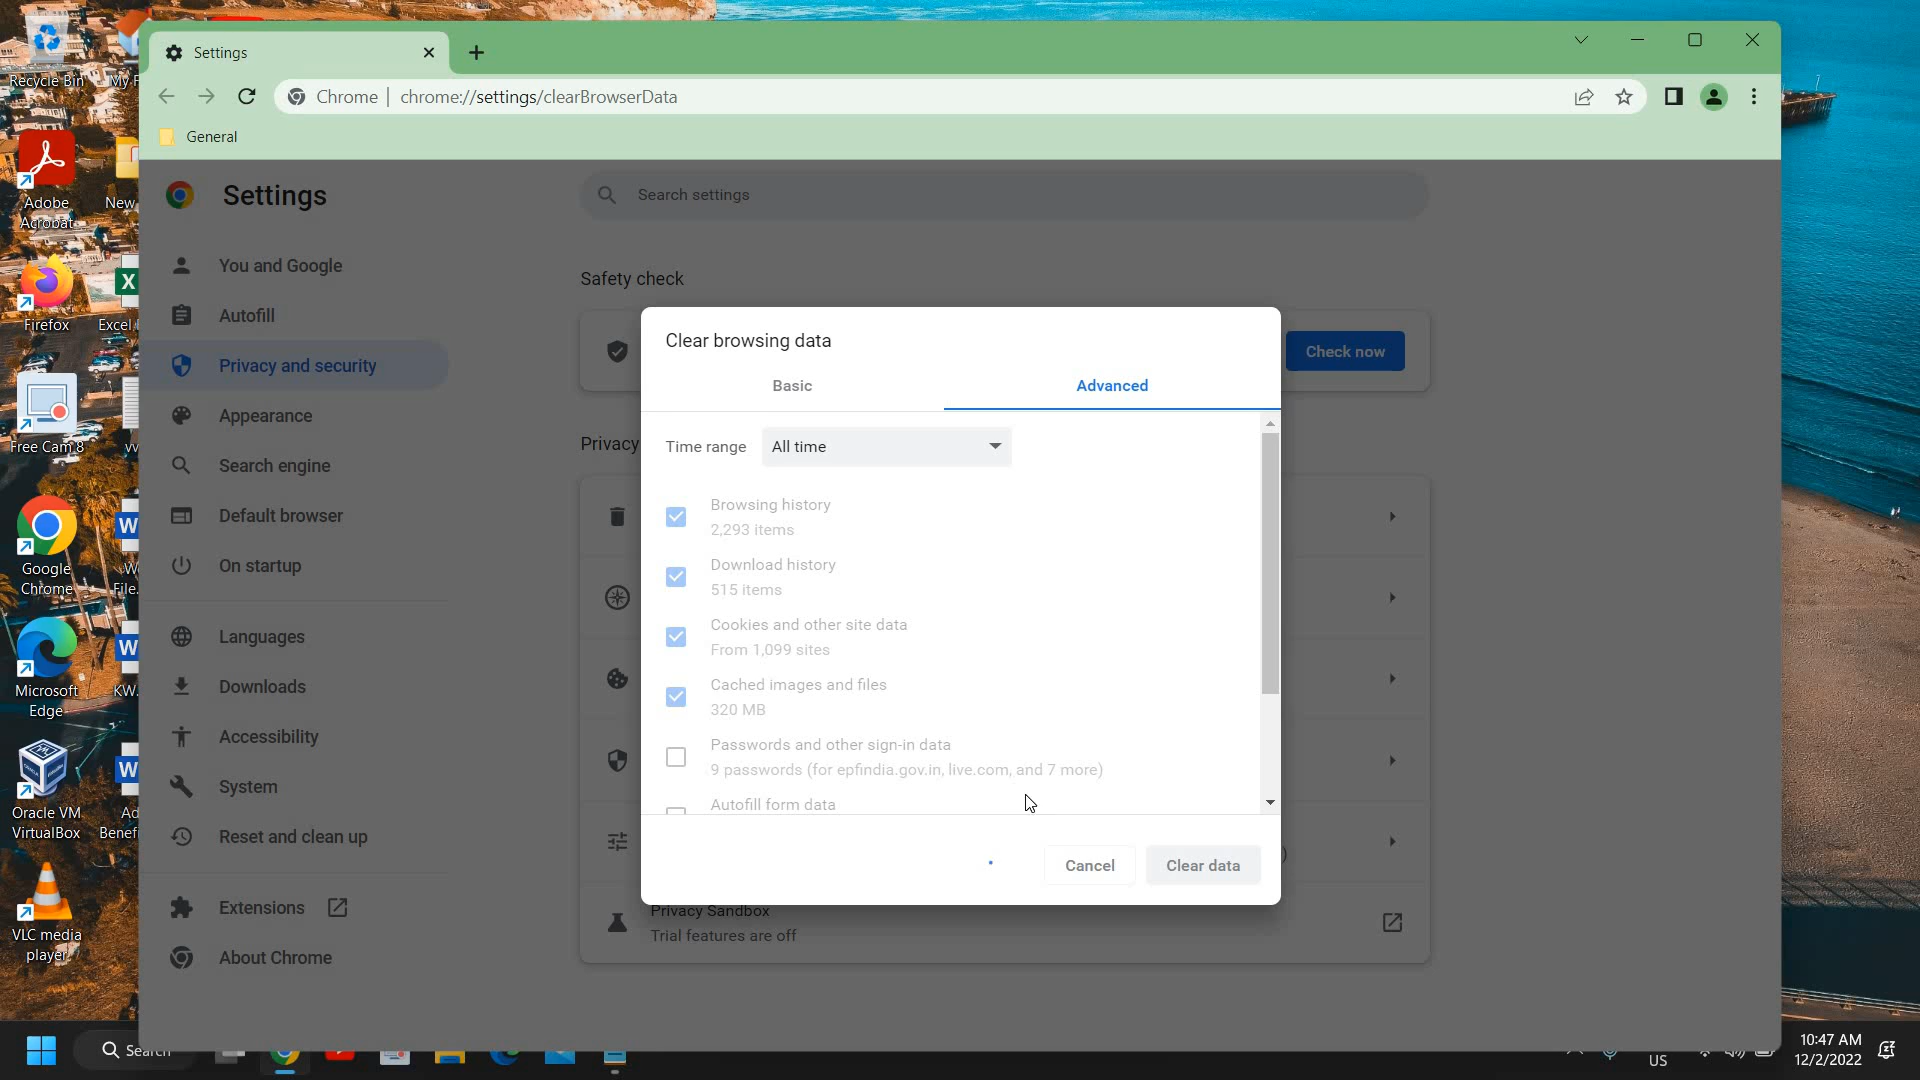 Recycle Bin
My F
Adobe
Acrobat
New
Firefox
Excel
Free Cam 8
vv
Google
Chrome
W
File.
Microsoft
Edge
KW.
Oracle VM
VirtualBox
Ad
Benef
VLC media
player
Settings
Chrome
chrome://settings/clearBrowserData
General
Settings
Search settings
You and Google
Autofill
Privacy and security
Appearance
Search engine
Default browser
On startup
Languages
Downloads
Accessibility
System
Reset and clean up
Extensions
About Chrome
Safety check
Check now
Privacy
Clear browsing data
Basic
Advanced
Time range
All time
Browsing history
2,293 items
Download history
515 items
Cookies and other site data
From 1,099 sites
Cached images and files
320 MB
Passwords and other sign-in data
9 passwords (for epfindia.gov.in, live.com, and 7 more)
Autofill form data
Cancel
Clear data
)
Privacy Sandbox
Trial features are off
Search
US
10:47 AM
12/2/2022